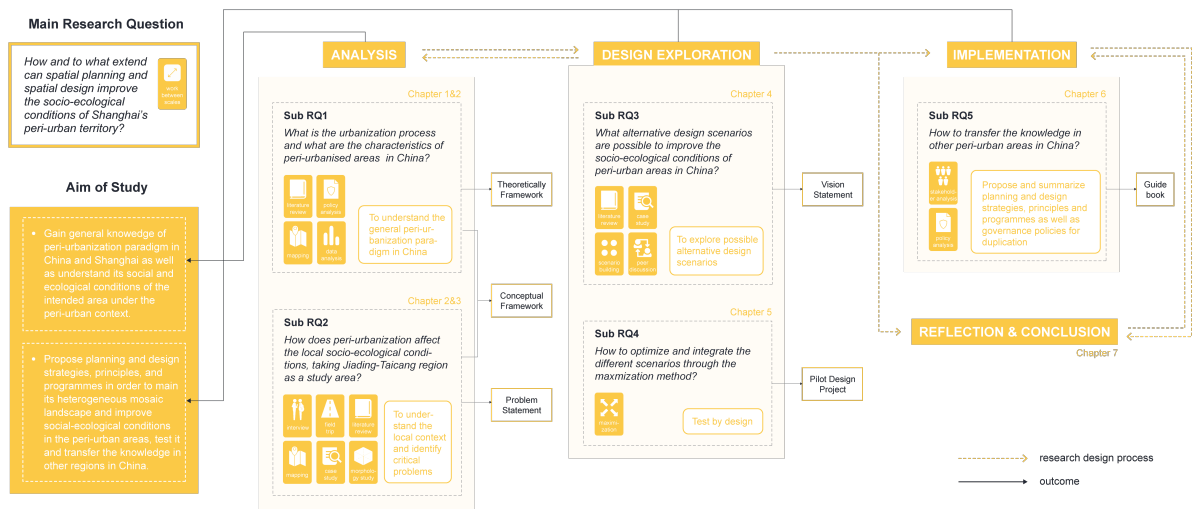 Main Research Question
How and to what extend
can spatial planning and
spatial design improve
the socio-ecological
conditions of Shanghai's
peri-urban territory?
work
between
scales
Aim of Study
• Gain general knowledge of
peri-urbanization paradigm in
China and Shanghai as well
as understand its social and
ecological conditions of the
intended area under the
peri-urban context.
• Propose planning and design
strategies, principles, and
programmes in order to main
its heterogeneous mosaic
landscape and improve
social-ecological conditions
in the peri-urban areas, test it
and transfer the knowledge in
other regions in China.
ANALYSIS
Chapter 1&2
Sub RQ1
What is the urbanization process
and what are the characteristics of
peri-urbanised areas in China?
literature
review
policy
analysis
mapping
data
analysis
To understand the
general peri-ur-
banization para-
digm in China
Theoretically
Framework
Conceptual
Framework
Chapter 2&3
Sub RQ2
How does peri-urbanization affect
the local socio-ecological condi-
tions, taking Jiading-Taicang region
as a study area?
interview
field
trip
literature
review
mapping
case
study
morpholo-
gy study
To under-
stand the
local context
and identify
critical
problems
Problem
Statement
DESIGN EXPLORATION
Chapter 4
Sub RQ3
What alternative design scenarios
are possible to improve the
socio-ecological conditions of
peri-urban areas in China?
literature
review
case
study
scenario
building
peer
discussion
To explore possible
alternative design
scenarios
Vision
Statement
Chapter 5
Sub RQ4
How to optimize and integrate the
different scenarios through the
maxmization method?
maximi-
zation
Test by design
Pilot Design
Project
IMPLEMENTATION
Chapter 6
Sub RQ5
How to transfer the knowledge in
other peri-urban areas in China?
stakehold-
er analysis
policy
analysis
Propose and summarize
planning and design
strategies, principles and
programmes as well as
governance policies for
duplication
Guide
book
REFLECTION & CONCLUSION
Chapter 7
research design process
outcome